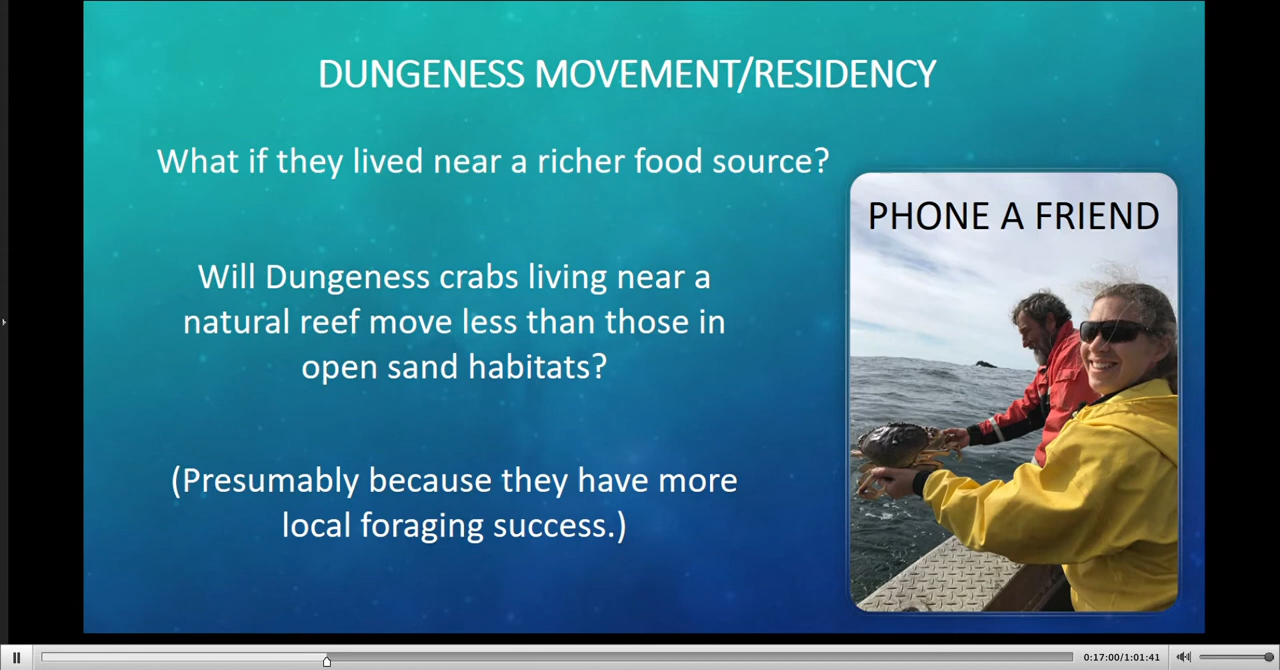 DUNGENESS MOVEMENT/RESIDENCY
What if they lived near a richer food source?
PHONE A FRIEND
Will Dungeness crabs living near a
natural reef move less than those in
open sand habitats?
(Presumably because they have more
local foraging success.)
0:17:00/1:01:41